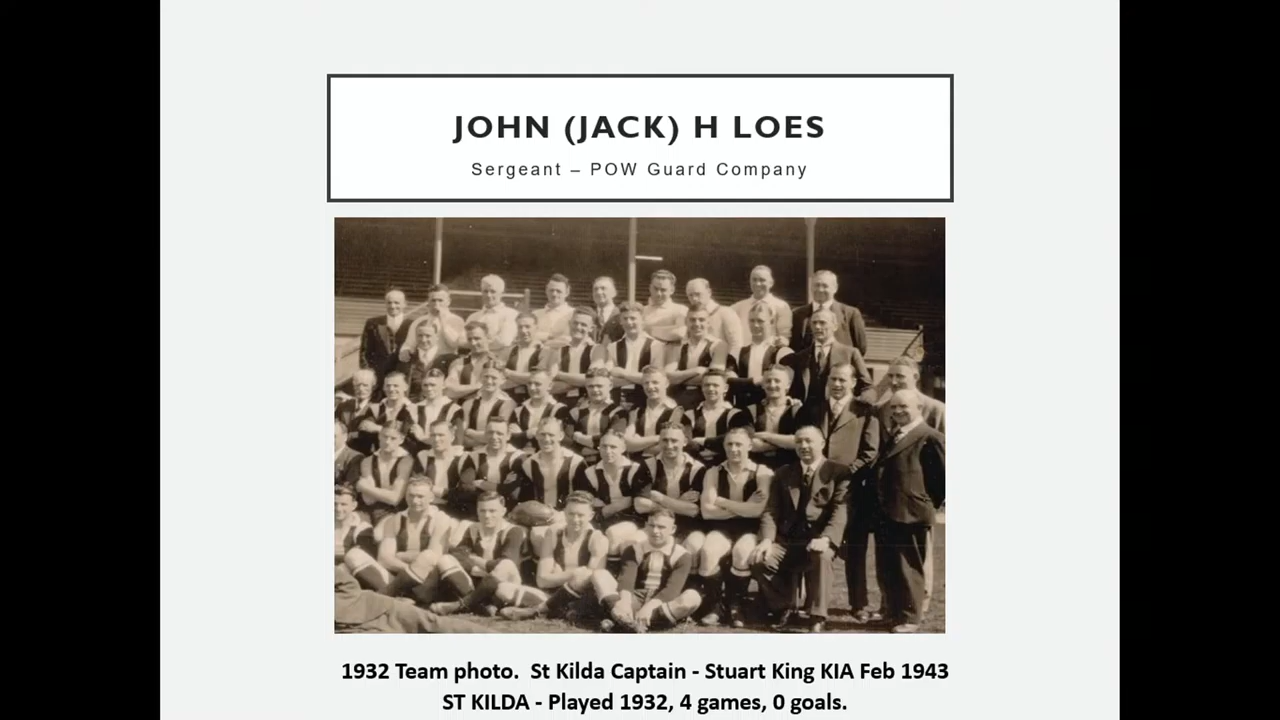 JOHN (JACK) H LOES
Sergeant – POW Guard Company
1932 Team photo.  St Kilda Captain - Stuart King KIA Feb 1943
ST KILDA - Played 1932, 4 games, 0 goals.